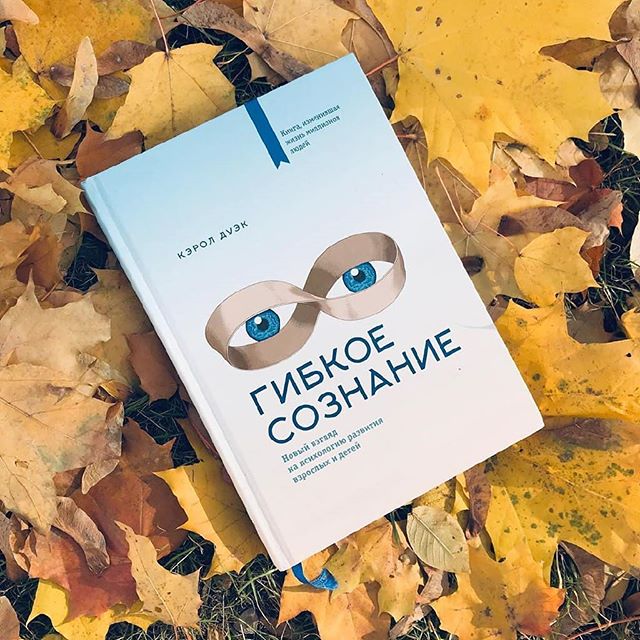 Книга, изменившая
жизнь миллионов
людей
КЭРОЛ ДУЭК
ГИБКОЕ
СОЗНАНИЕ
Новый взгляд
на психологию развития
взрослых и детей